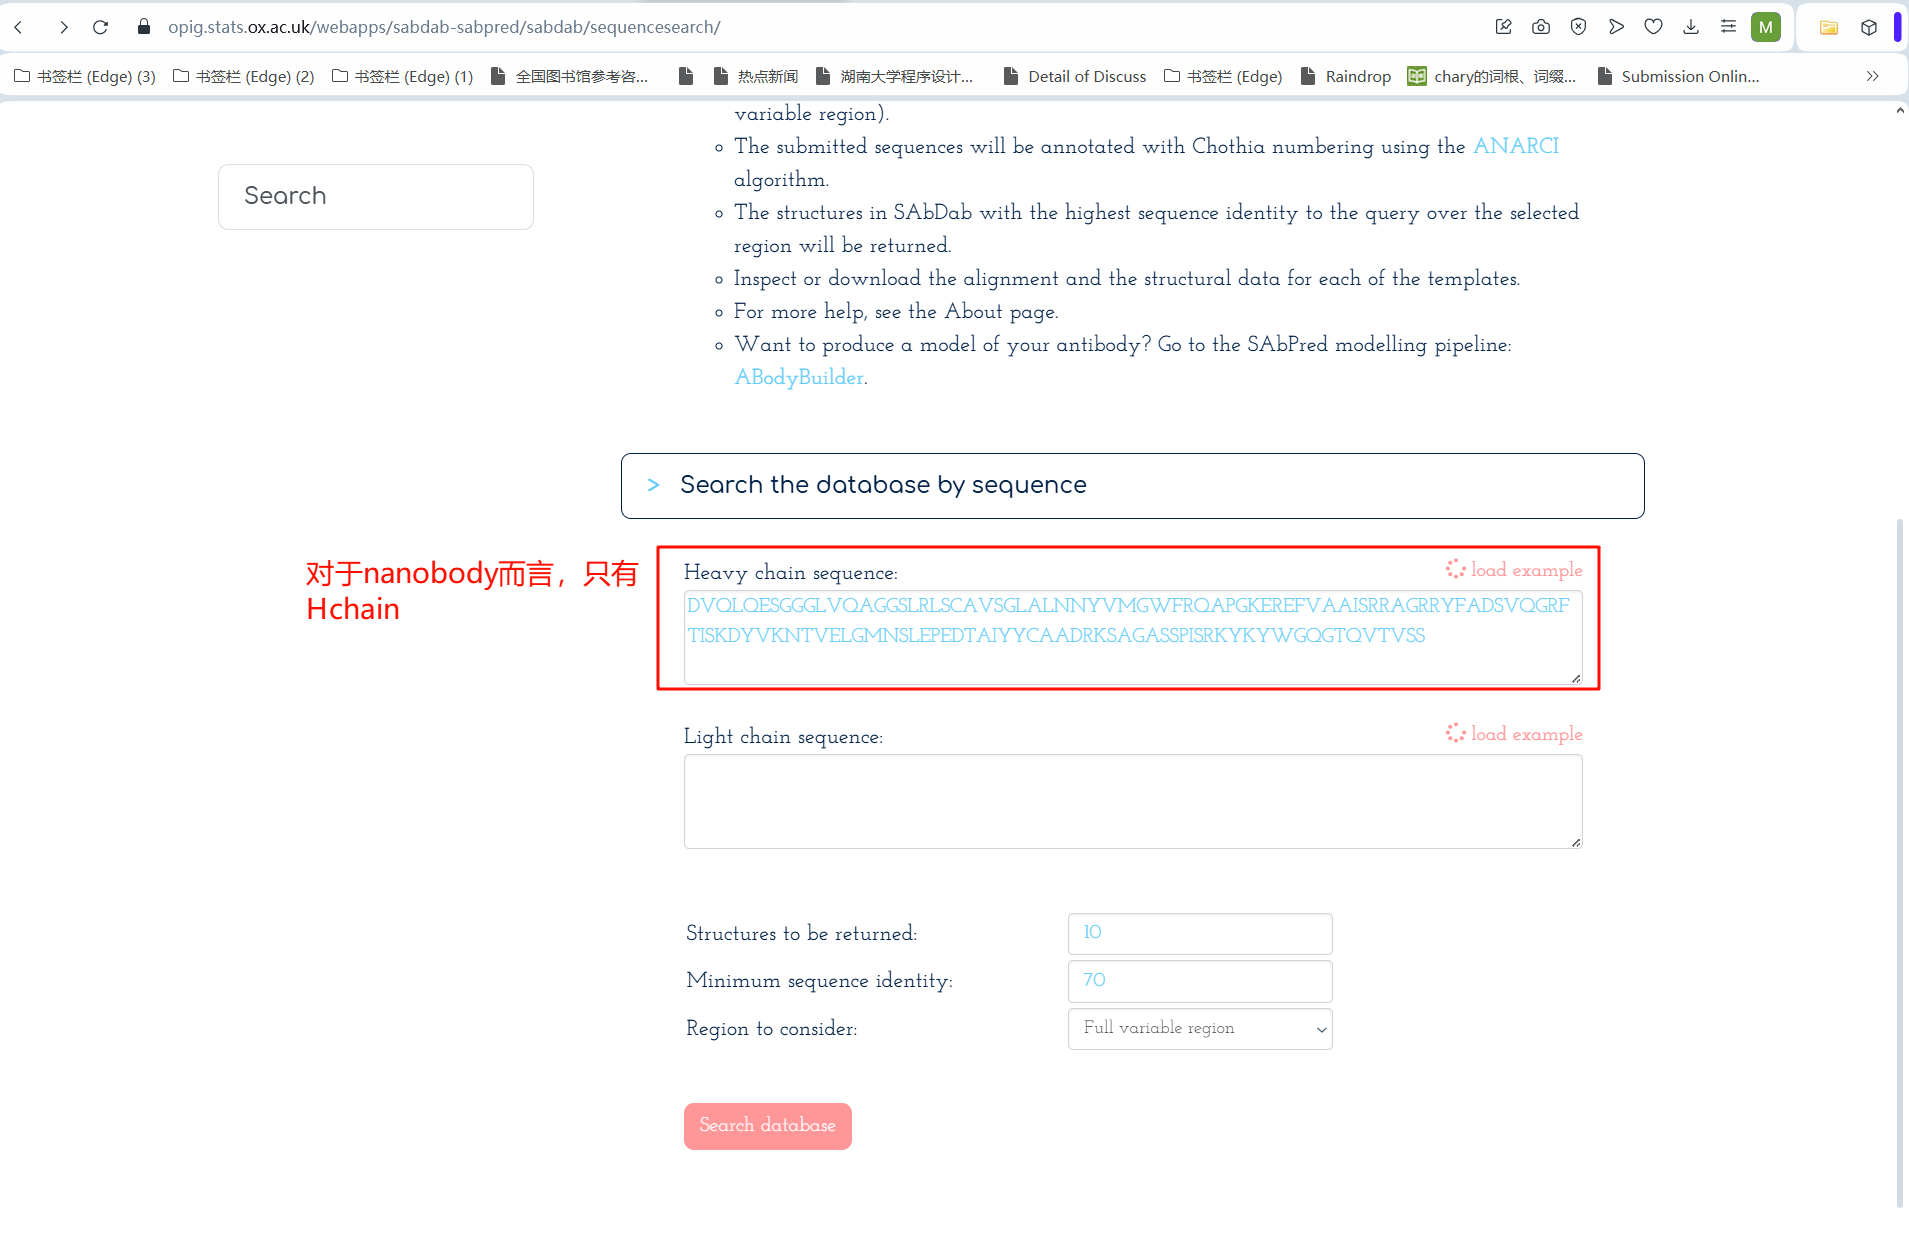 opig.stats.ox.ac.uk/webapps/sabdab-sabpred/sabdab/sequencesearch/
M
书签栏 (Edge) (3) 书签栏 (Edge) (2) 书签栏 (Edge) (1) 全国图书馆参考咨... 热点新闻 湖南大学程序设计... Detail of Discuss 书签栏 (Edge) Raindrop chary的词根、词缀... Submission Onlin...
variable region).
The submitted sequences will be annotated with Chothia numbering using the ANARCI
algorithm.
Search
The structures in SAbDab with the highest sequence identity to the query over the selected
region will be returned.
Inspect or download the alignment and the structural data for each of the templates.
For more help, see the About page.
Want to produce a model of your antibody? Go to the SAbPred modelling pipeline:
ABodyBuilder.
> Search the database by sequence
对于nanobody而言，只有
Hchain
Heavy chain sequence:
load example
DVQLQESGGGLVQAGGSLRLSCAVSGLALNNYVMGWFRQAPGKEREFVAAISRRAGRRYFADSVQGRF
TISKDYVKNTVELGMNSLEPEDTAIYYCAADRKSAGASSPISRKYKYWGQGTQVTVSS
Light chain sequence:
load example
Structures to be returned: 10
Minimum sequence identity: 70
Region to consider: Full variable region
Search database